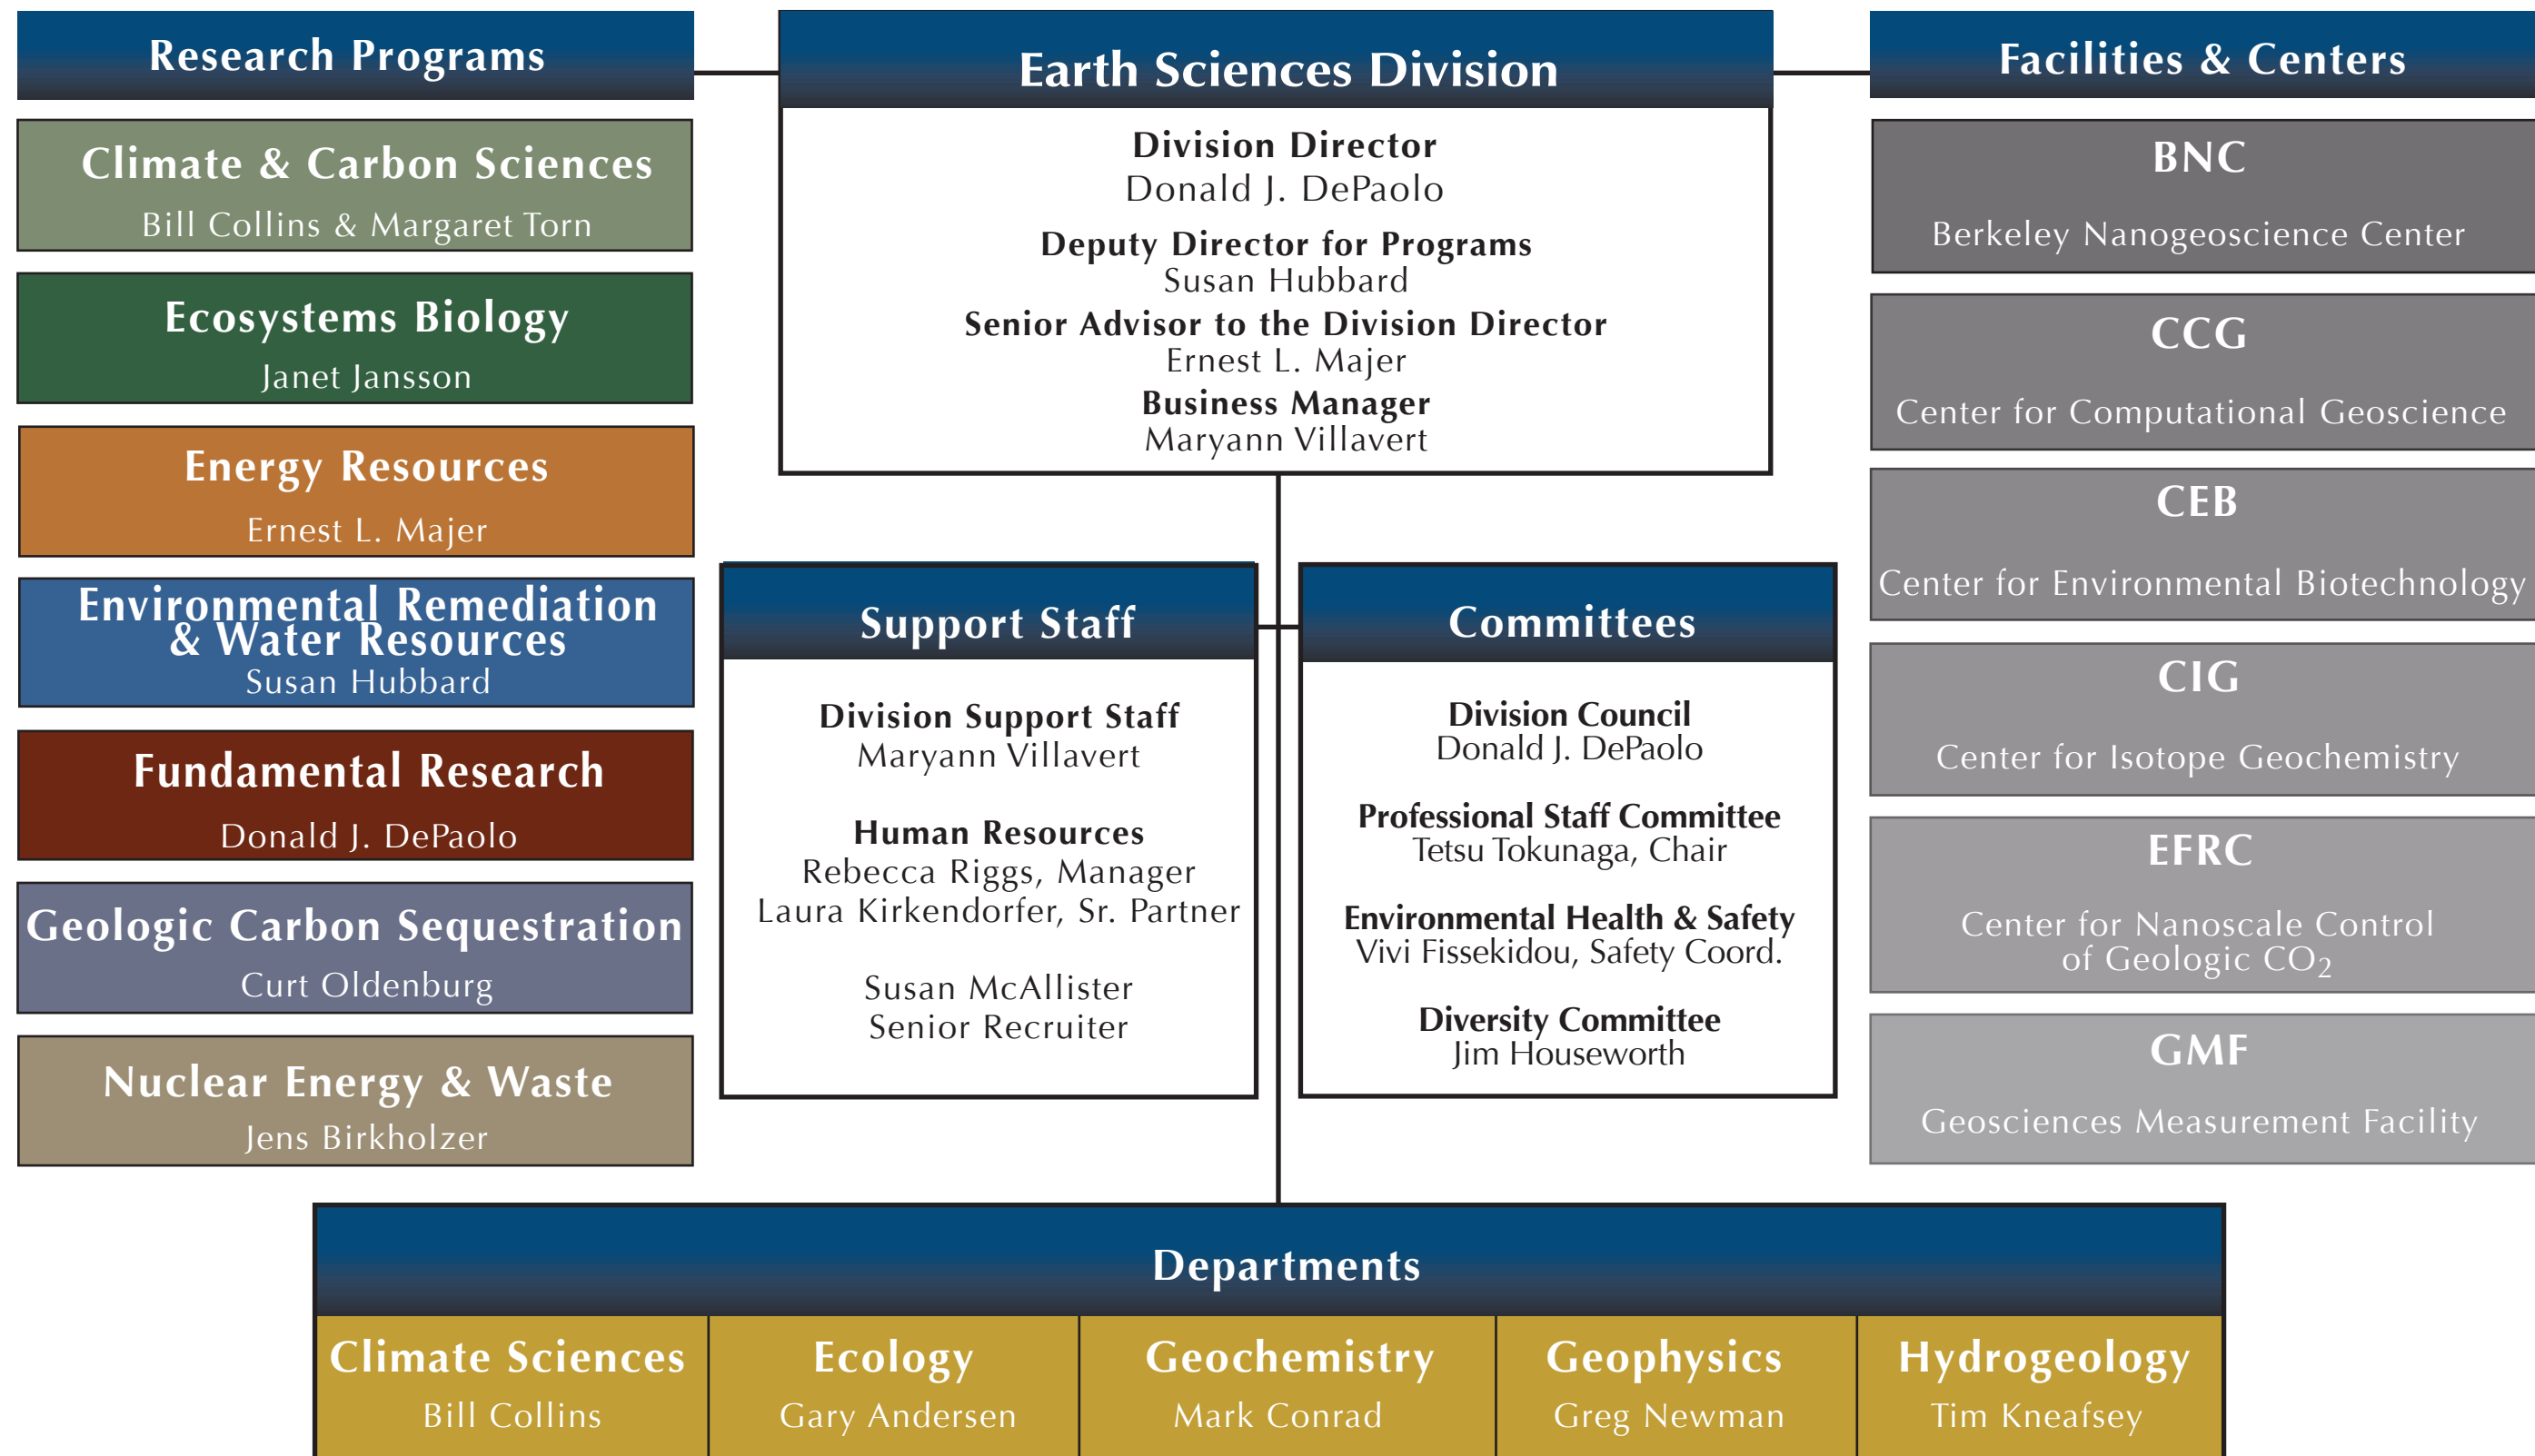 Research Programs
Climate & Carbon Sciences
Bill Collins & Margaret Torn
Ecosystems Biology
Janet Jansson
Energy Resources
Ernest L. Majer
Environmental Remediation
& Water Resources
Susan Hubbard
Fundamental Research
Donald J. DePaolo
Geologic Carbon Sequestration
Curt Oldenburg
Nuclear Energy & Waste
Jens Birkholzer
Earth Sciences Division
Division Director
Donald J. DePaolo
Deputy Director for Programs
Susan Hubbard
Senior Advisor to the Division Director
Ernest L. Majer
Business Manager
Maryann Villavert
Support Staff
Division Support Staff
Maryann Villavert
Human Resources
Rebecca Riggs, Manager
Laura Kirkendorfer, Sr. Partner
Susan McAllister
Senior Recruiter
Committees
Division Council
Donald J. DePaolo
Professional Staff Committee
Tetsu Tokunaga, Chair
Environmental Health & Safety
Vivi Fissekidou, Safety Coord.
Diversity Committee
Jim Houseworth
Facilities & Centers
BNC
Berkeley Nanogeoscience Center
CCG
Center for Computational Geoscience
CEB
Center for Environmental Biotechnology
CIG
Center for Isotope Geochemistry
EFRC
Center for Nanoscale Control
of Geologic CO₂
GMF
Geosciences Measurement Facility
Departments
Climate Sciences
Bill Collins
Ecology
Gary Andersen
Geochemistry
Mark Conrad
Geophysics
Greg Newman
Hydrogeology
Tim Kneafsey